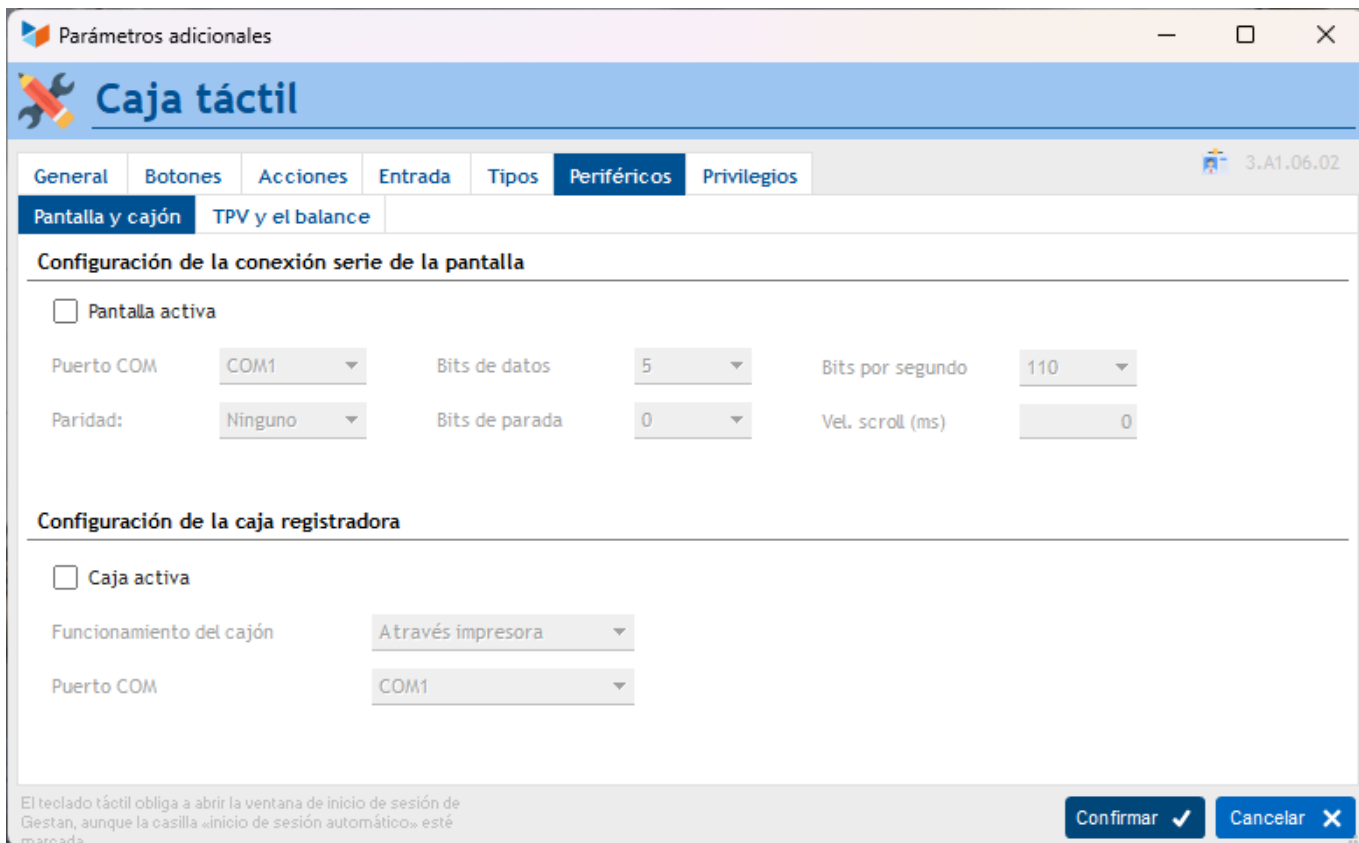 Parámetros adicionales
Caja táctil
General Botones Acciones Entrada Tipos Periféricos Privilegios 3.A1.06.02
Pantalla y cajón TPV y el balance
Configuración de la conexión serie de la pantalla
Pantalla activa
Puerto COM COM1 Bits de datos 5 Bits por segundo 110
Paridad: Ninguno Bits de parada 0 Vel. scroll (ms) 0
Configuración de la caja registradora
Caja activa
Funcionamiento del cajón Através impresora
Puerto COM COM1
El teclado táctil obliga a abrir la ventana de inicio de sesión de
Gestan, aunque la casilla «inicio de sesión automático» esté
marcada
Confirmar Cancelar